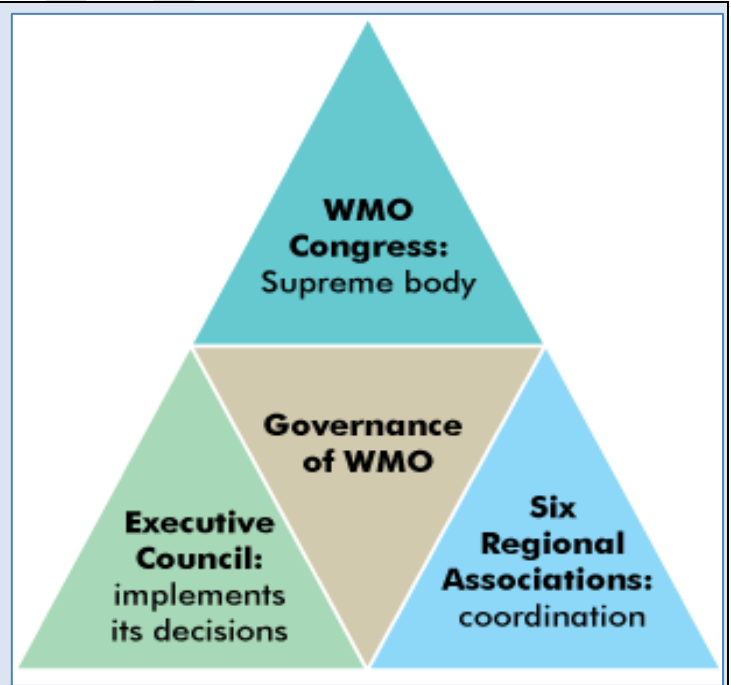 WMO
Congress:
Supreme body
Governance
of WMO
Executive
Council:
implements
its decisions
Six
Regional
Associations:
coordination